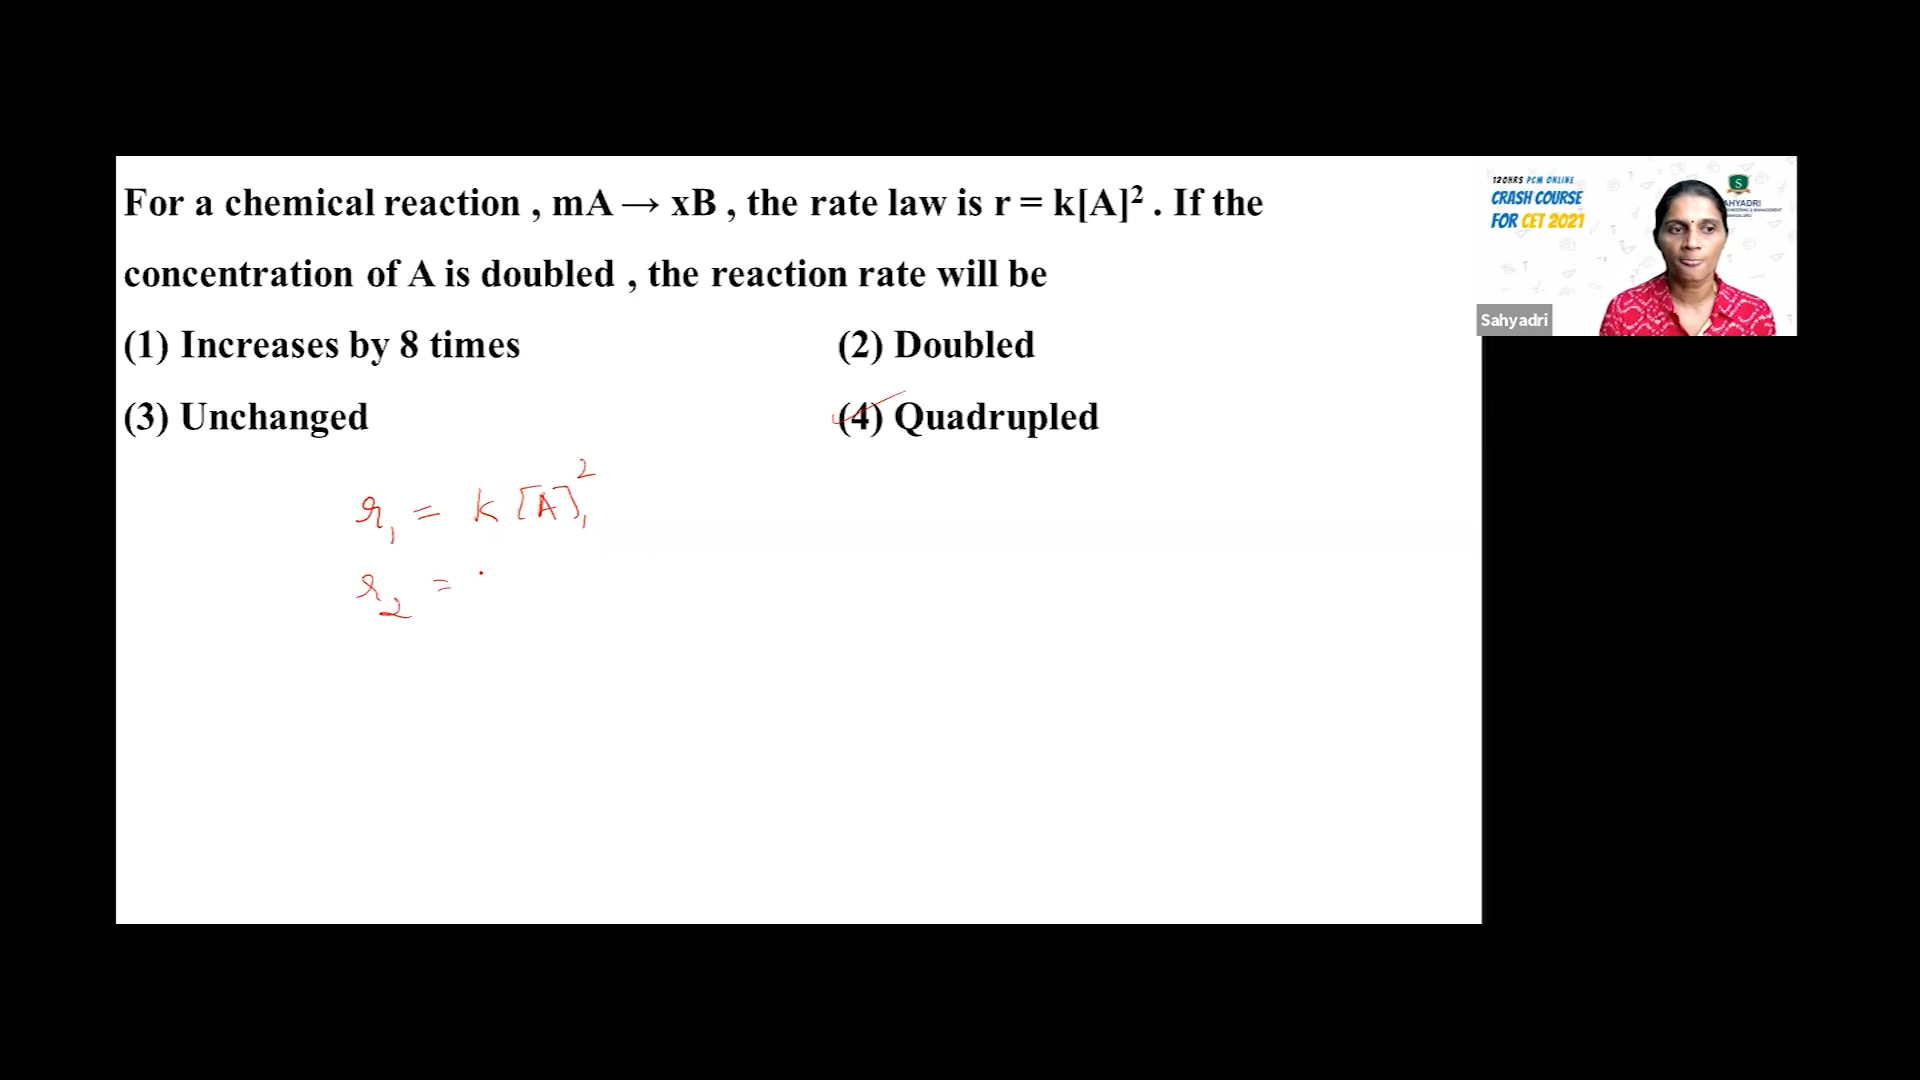 For a chemical reaction , mA → xB , the rate law is r = k[A]² . If the
concentration of A is doubled , the reaction rate will be
(1) Increases by 8 times
(2) Doubled
(3) Unchanged
(4) Quadrupled
r₁ = k [A]₁²
r₂ =
120HRS PCM ONLINE
CRASH COURSE
FOR CET 2021
S
AHYADRI
Sahyadri